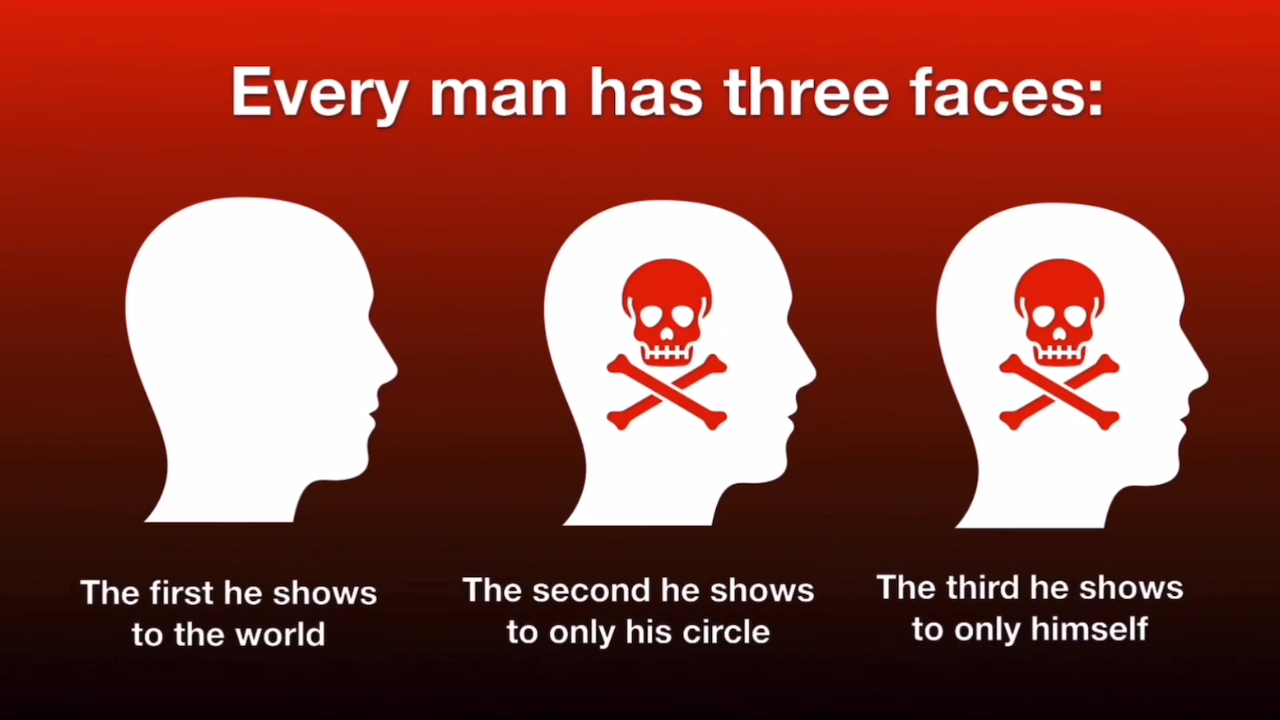 Every man has three faces:
The first he shows
to the world
The second he shows
to only his circle
The third he shows
to only himself